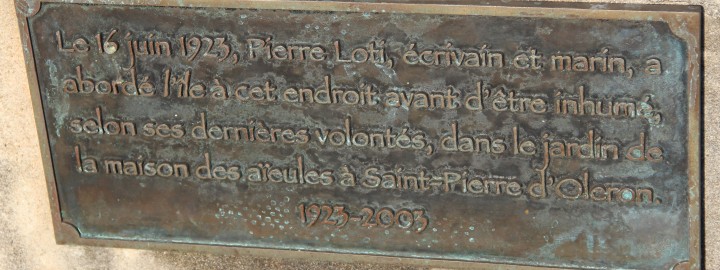 Le 16 juin 1923, Pierre Loti, écrivain et marin, a
abordé l'île à cet endroit avant d'être inhumé,
selon ses dernières volontés, dans le jardin de
la maison des aïeules à Saint-Pierre d'Oleron.
1923-2003